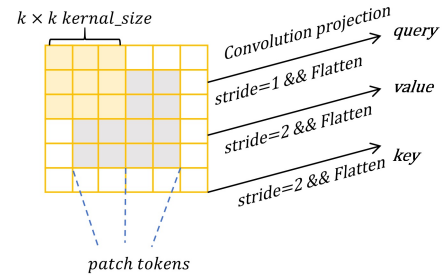 k × k kernal_size
Convolution projection
query
stride=1 && Flatten
value
stride=2 && Flatten
key
stride=2 && Flatten
patch tokens